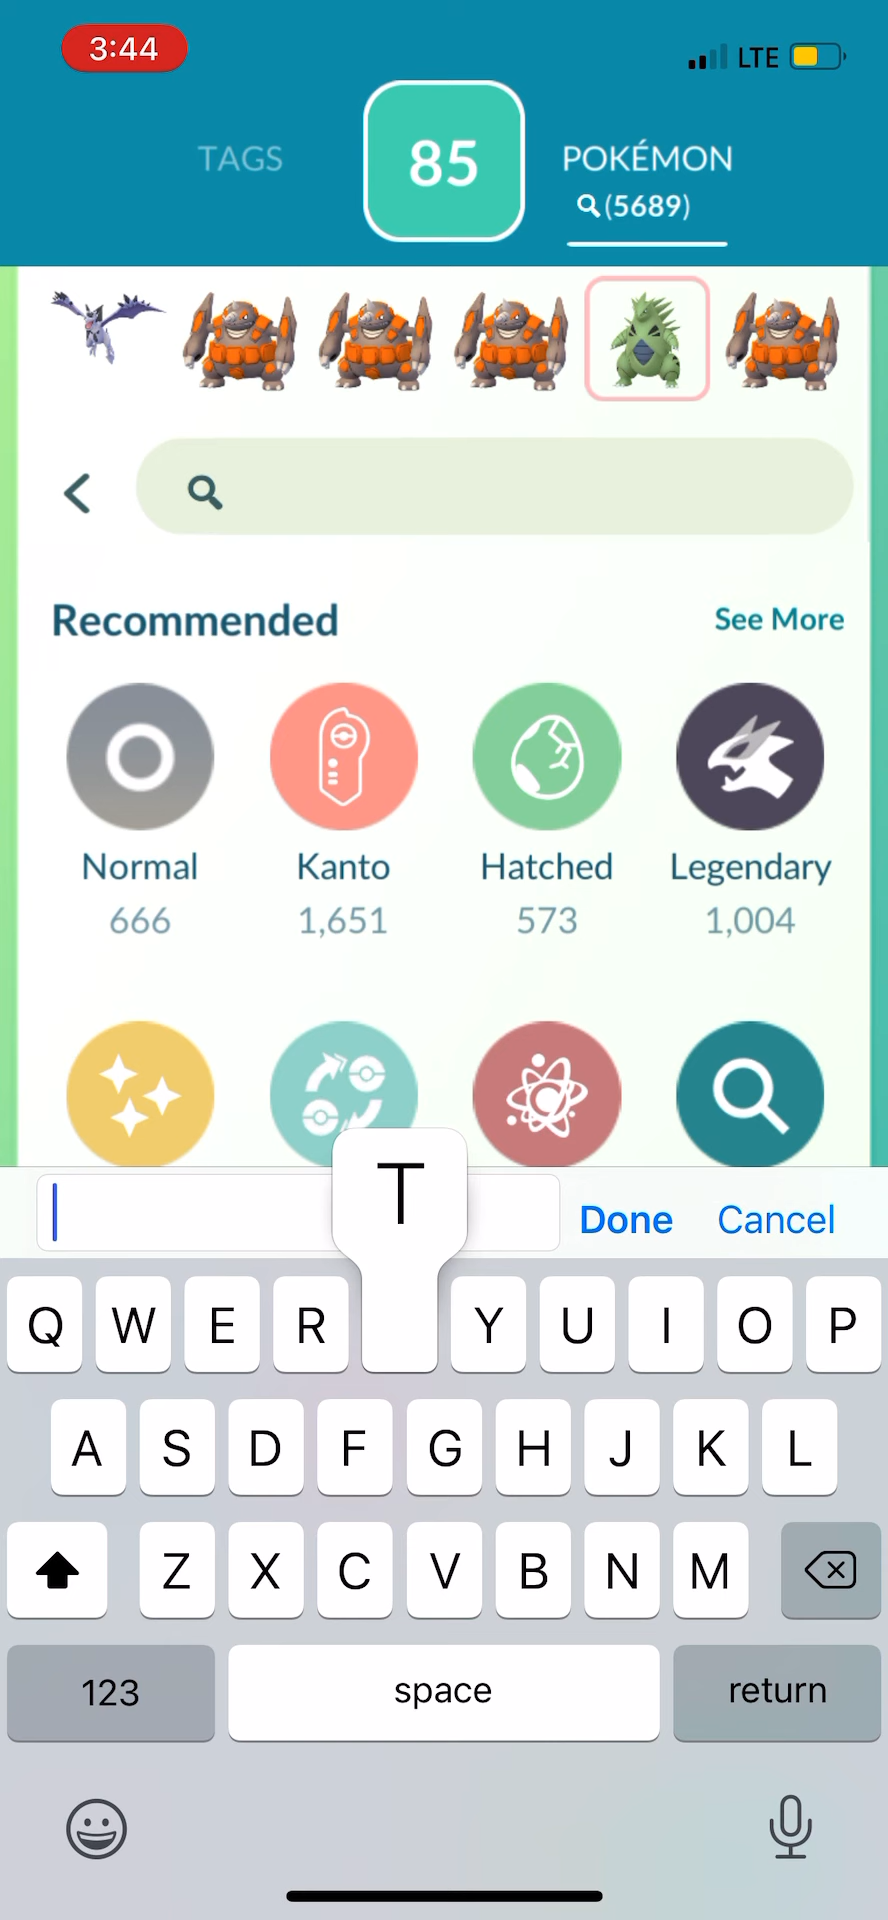 3:44
LTE
TAGS
85
POKÉMON
(5689)
Recommended
See More
Normal
Kanto
Hatched
Legendary
666
1,651
573
1,004
T
Done
Cancel
Q W E R Y U I O P
A S D F G H J K L
Z X C V B N M
123
space
return